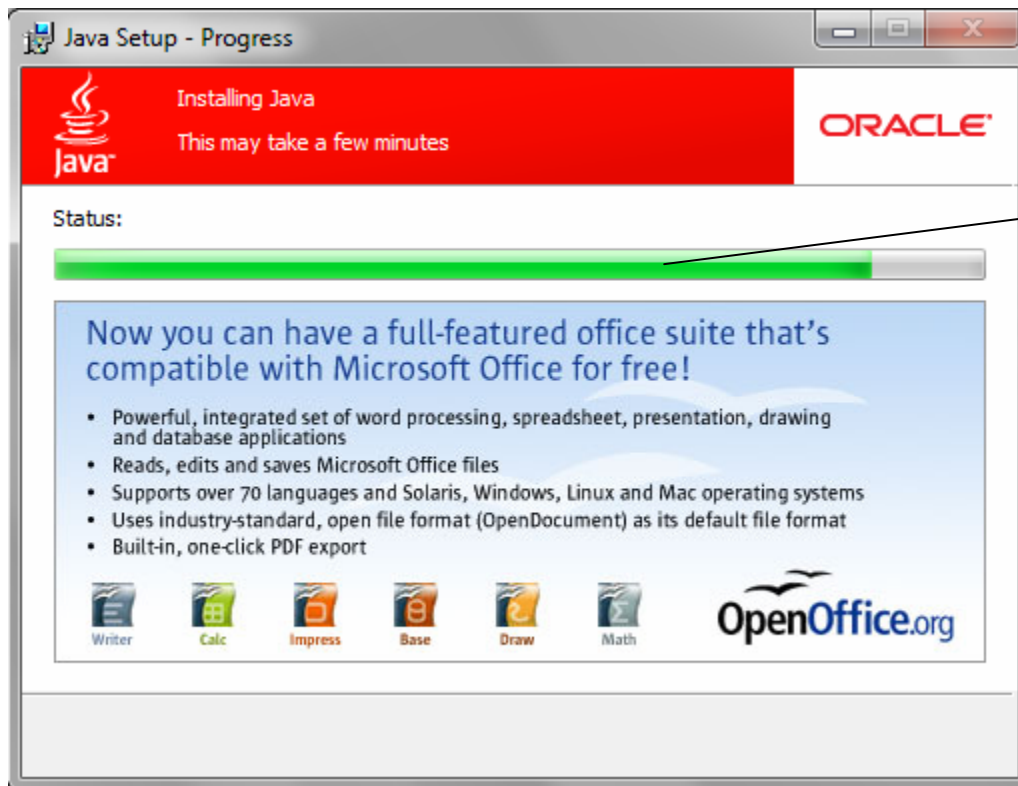 Java Setup - Progress
Installing Java
This may take a few minutes
Java™
ORACLE®
Status:
Now you can have a full-featured office suite that's
compatible with Microsoft Office for free!
• Powerful, integrated set of word processing, spreadsheet, presentation, drawing
and database applications
• Reads, edits and saves Microsoft Office files
• Supports over 70 languages and Solaris, Windows, Linux and Mac operating systems
• Uses industry-standard, open file format (OpenDocument) as its default file format
• Built-in, one-click PDF export
Writer Calc Impress Base Draw Math
OpenOffice.org